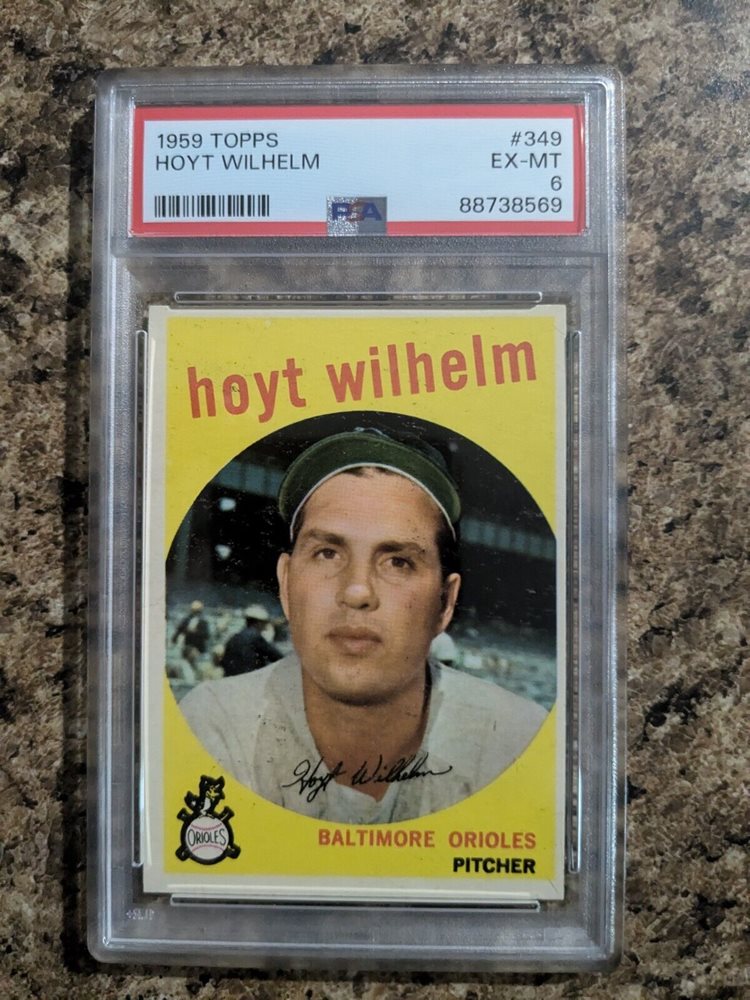 1959 TOPPS #349
HOYT WILHELM EX-MT
6
PSA 88738569
hoyt wilhelm
Hoyt Wilhelm
ORIOLES
BALTIMORE ORIOLES
PITCHER